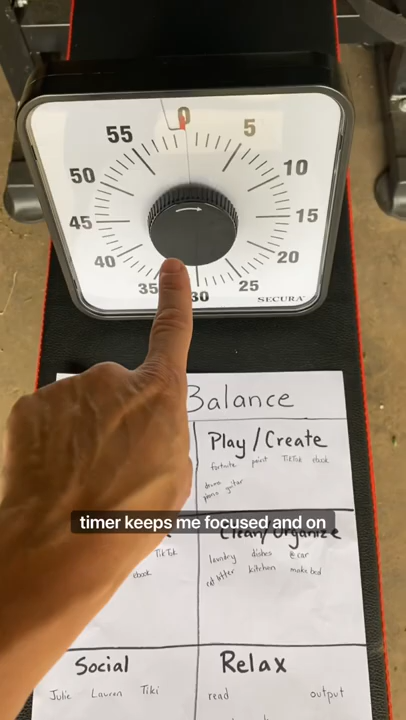 0
55 5
50 10
45 15
40 20
35 30 25
SECURA
Balance
Play/Create
fortnite paint TikTok ebook
drums guitar
piano
timer keeps me focused and on
Clean/Organize
TikTok
laundry dishes car
cat litter kitchen make bed
ebook
Social
Relax
Julie Lauren Tiki
read output